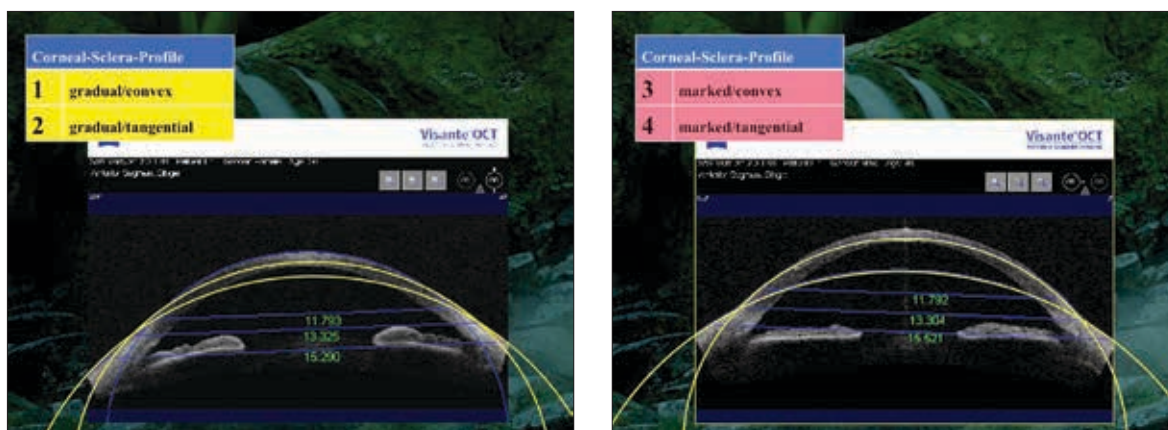 Corneal-Sclera-Profile
1 gradual/convex
2 gradual/tangential
Visante OCT
11.793
13.325
15.290
Corneal-Sclera-Profile
3 marked/convex
4 marked/tangential
Visante OCT
11.792
13.304
15.521